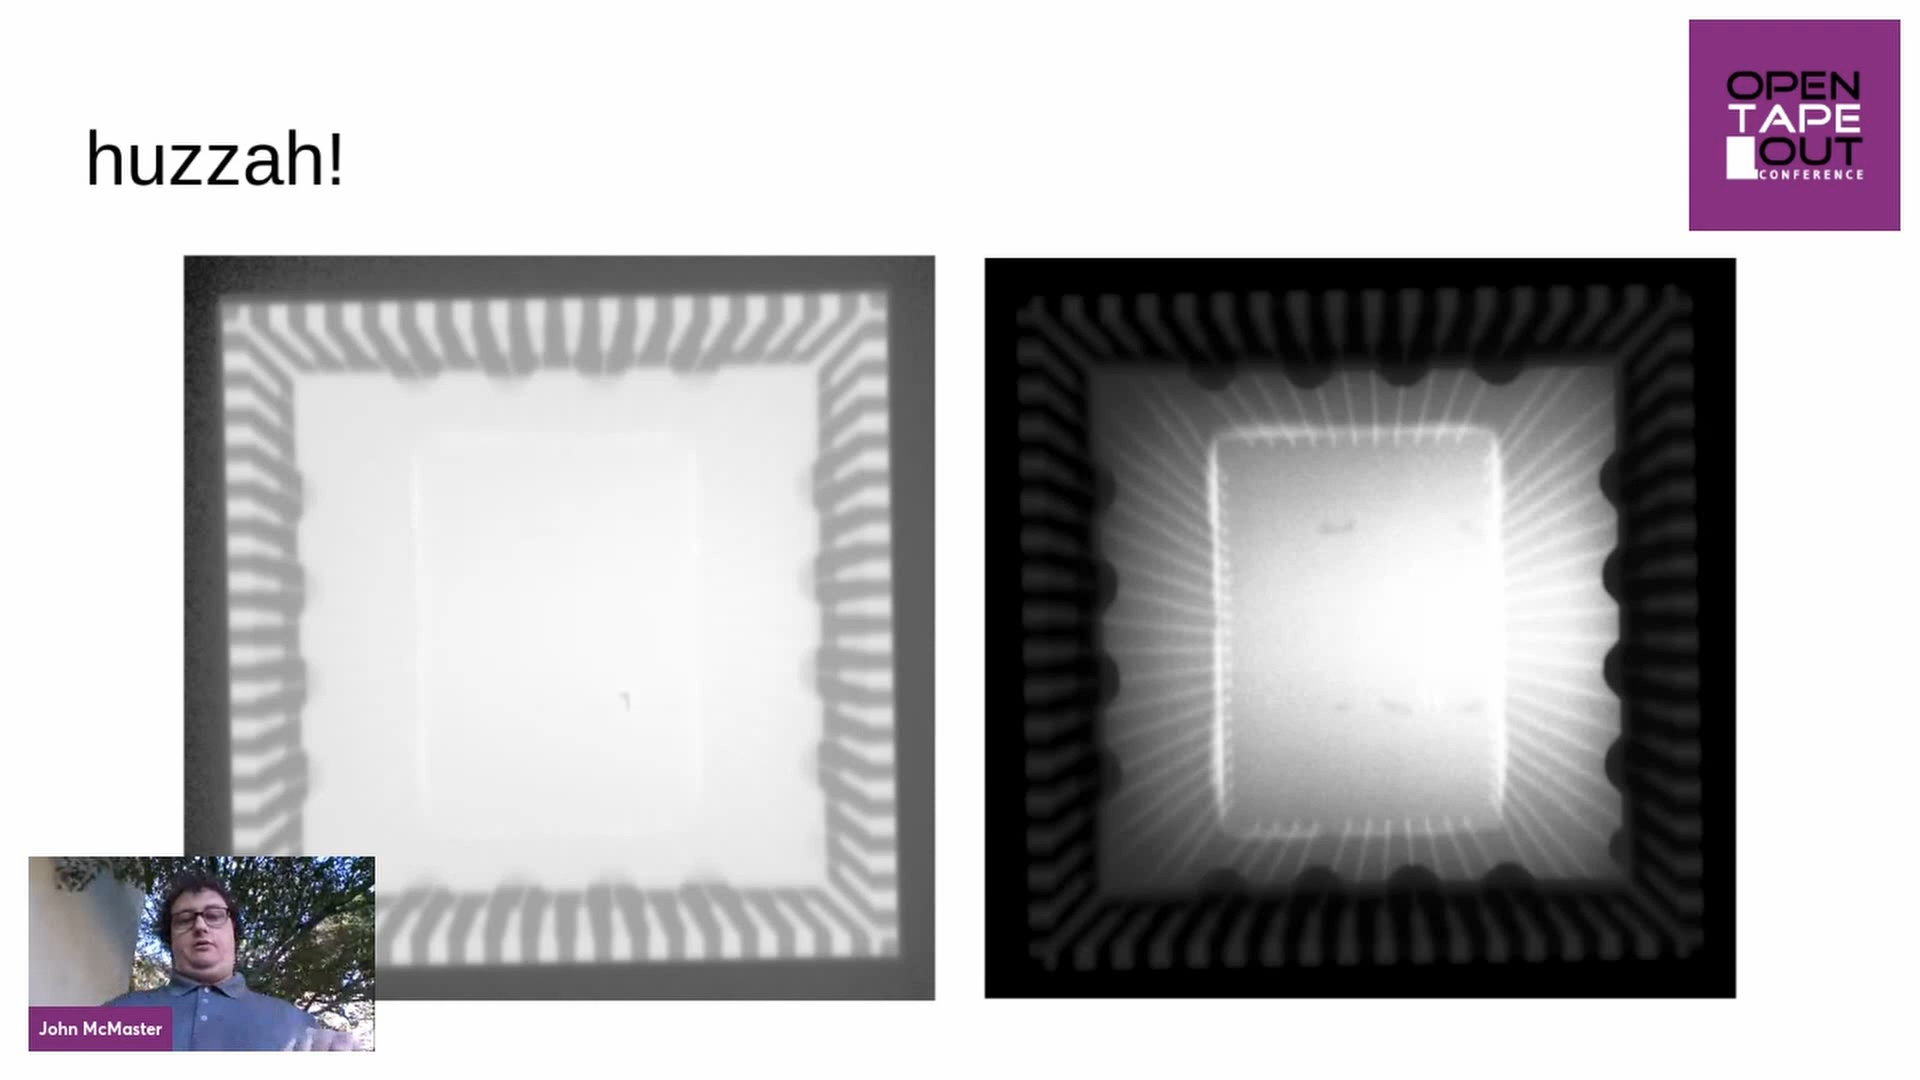 huzzah!
OPEN
TAPE
OUT
CONFERENCE
John McMaster